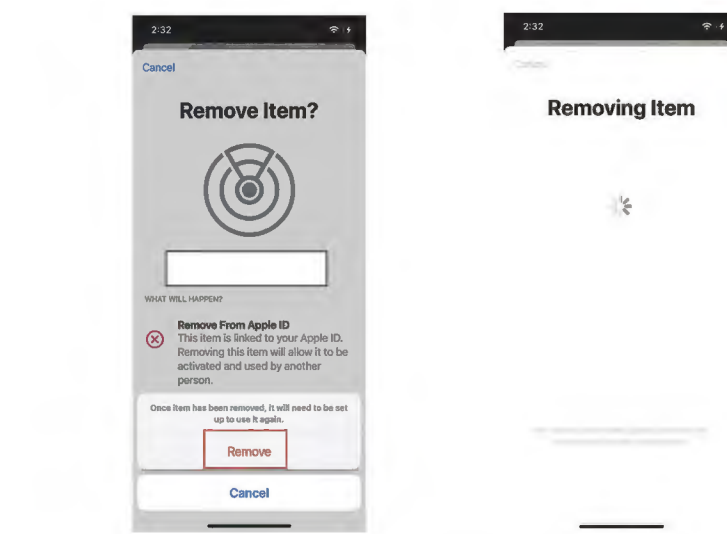 2:32
Cancel
Remove Item?
WHAT WILL HAPPEN?
Remove From Apple ID
This item is linked to your Apple ID.
Removing this item will allow it to be
activated and used by another
person.
Once item has been removed, it will need to be set
up to use it again.
Remove
Cancel
2:32
Removing Item